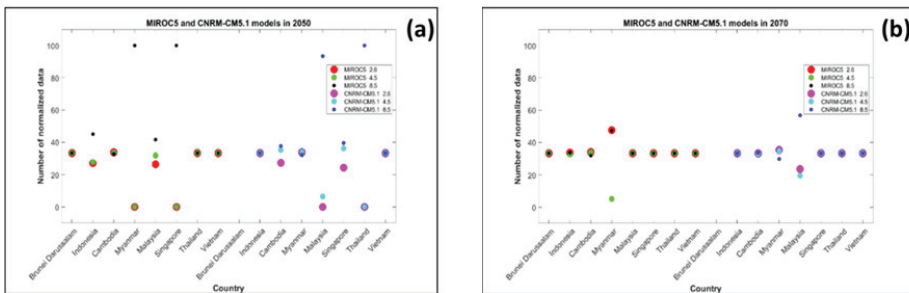 MIROC5 and CNRM-CM5.1 models in 2050
(a)
100
80
60
40
20
0
Number of normalized data
MIROC5 2.6
MIROC5 4.5
MIROC5 8.5
CNRM-CM5.1 2.6
CNRM-CM5.1 4.5
CNRM-CM5.1 8.5
Brunei Darussalam
Indonesia
Cambodia
Myanmar
Malaysia
Singapore
Thailand
Vietnam
Brunei Darussalam
Indonesia
Cambodia
Myanmar
Malaysia
Singapore
Thailand
Vietnam
Country
MIROC5 and CNRM-CM5.1 models in 2070
(b)
100
80
60
40
20
0
Number of normalized data
MIROC5 2.6
MIROC5 4.5
MIROC5 8.5
CNRM-CM5.1 2.6
CNRM-CM5.1 4.5
CNRM-CM5.1 8.5
Brunei Darussalam
Indonesia
Cambodia
Myanmar
Malaysia
Singapore
Thailand
Vietnam
Brunei Darussalam
Indonesia
Cambodia
Myanmar
Malaysia
Singapore
Thailand
Vietnam
Country